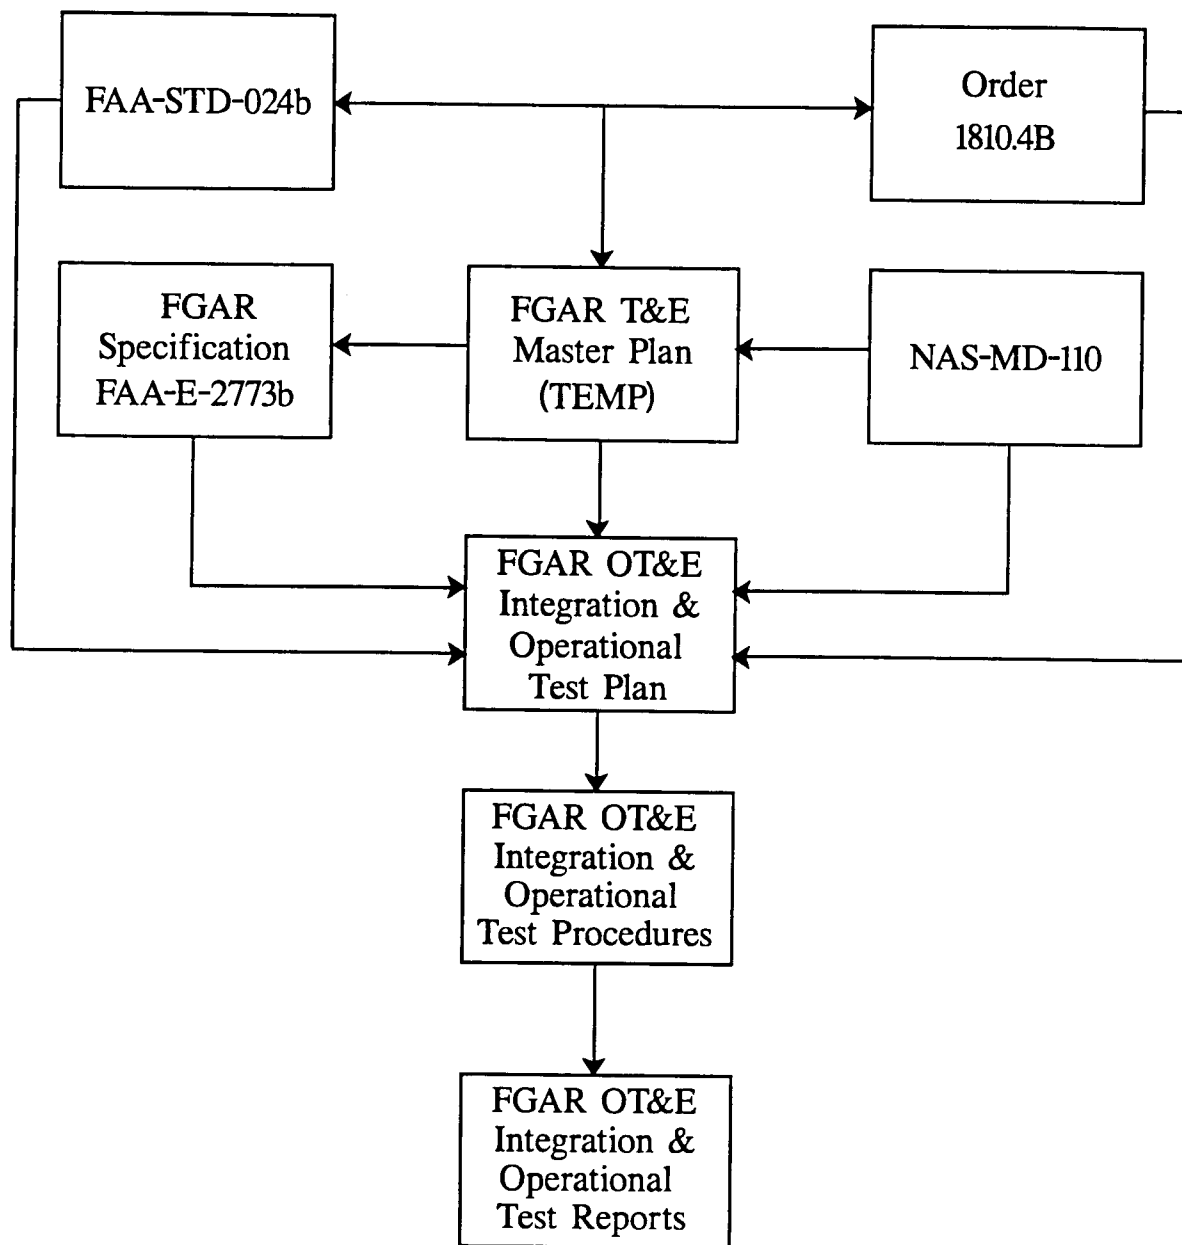 FAA-STD-024b
Order
1810.4B
FGAR
Specification
FAA-E-2773b
FGAR T&E
Master Plan
(TEMP)
NAS-MD-110
FGAR OT&E
Integration &
Operational
Test Plan
FGAR OT&E
Integration &
Operational
Test Procedures
FGAR OT&E
Integration &
Operational
Test Reports